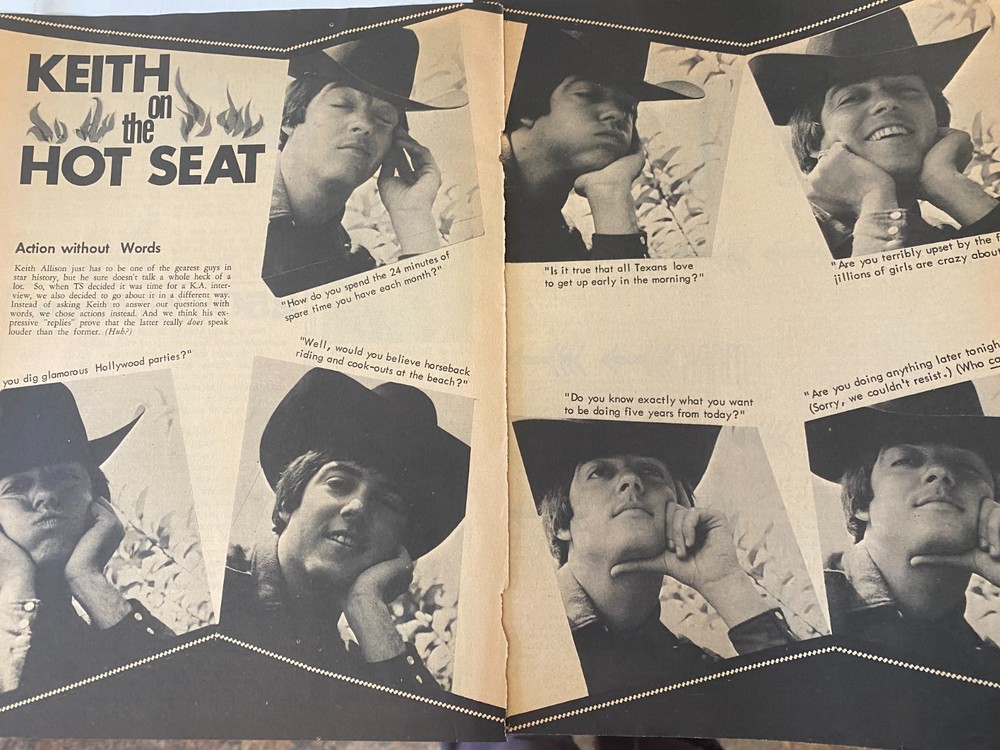 KEITH
on
the
HOT SEAT
Action without Words
Keith Allison just has to be one of the gearest guys in
star history, but he sure doesn't talk a whole heck of a
lot. So, when TS decided it was time for a K.A. inter-
view, we also decided to go about it in a different way.
Instead of asking Keith to answer our questions with
words, we chose actions instead. And we think his ex-
pressive "replies" prove that the latter really does speak
louder than the former. (Huh?)
"How do you spend the 24 minutes of
spare time you have each month?"
you dig glamorous Hollywood parties?"
"Well, would you believe horseback
riding and cook-outs at the beach?"
"Is it true that all Texans love
to get up early in the morning?"
"Are you terribly upset by the
jillions of girls are crazy about
"Do you know exactly what you want
to be doing five years from today?"
"Are you doing anything later tonigh
(Sorry, we couldn't resist.) (Who